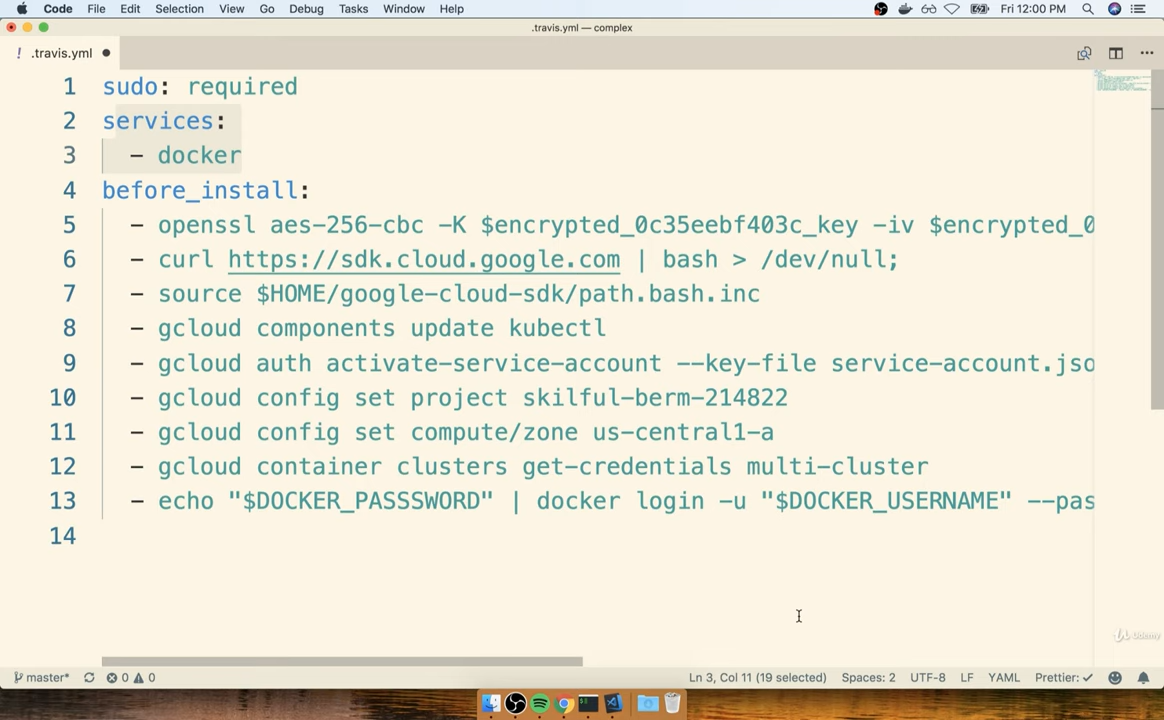 Code File Edit Selection View Go Debug Tasks Window Help Fri 12:00 PM
.travis.yml — complex
! .travis.yml
1 sudo: required
2 services:
3 - docker
4 before_install:
5 - openssl aes-256-cbc -K $encrypted_0c35eebf403c_key -iv $encrypted_0
6 - curl https://sdk.cloud.google.com | bash > /dev/null;
7 - source $HOME/google-cloud-sdk/path.bash.inc
8 - gcloud components update kubectl
9 - gcloud auth activate-service-account --key-file service-account.jso
10 - gcloud config set project skilful-berm-214822
11 - gcloud config set compute/zone us-central1-a
12 - gcloud container clusters get-credentials multi-cluster
13 - echo "$DOCKER_PASSSWORD" | docker login -u "$DOCKER_USERNAME" --pas
14
Udemy
master* 0 0 Ln 3, Col 11 (19 selected) Spaces: 2 UTF-8 LF YAML Prettier: ✓